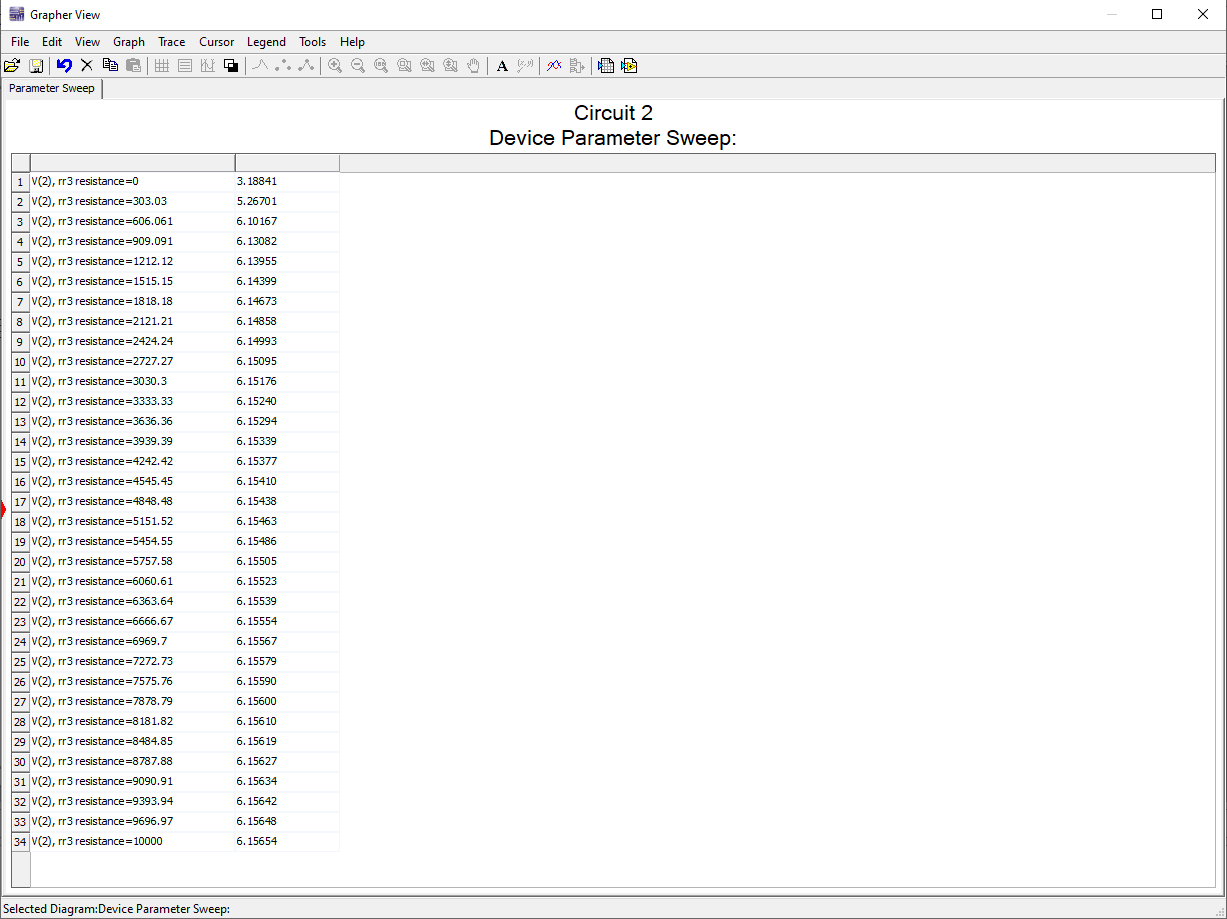 Grapher View
File Edit View Graph Trace Cursor Legend Tools Help
A
Parameter Sweep
Circuit 2
Device Parameter Sweep:
1 V(2), rr3 resistance=0 3.18841
2 V(2), rr3 resistance=303.03 5.26701
3 V(2), rr3 resistance=606.061 6.10167
4 V(2), rr3 resistance=909.091 6.13082
5 V(2), rr3 resistance=1212.12 6.13955
6 V(2), rr3 resistance=1515.15 6.14399
7 V(2), rr3 resistance=1818.18 6.14673
8 V(2), rr3 resistance=2121.21 6.14858
9 V(2), rr3 resistance=2424.24 6.14993
10 V(2), rr3 resistance=2727.27 6.15095
11 V(2), rr3 resistance=3030.3 6.15176
12 V(2), rr3 resistance=3333.33 6.15240
13 V(2), rr3 resistance=3636.36 6.15294
14 V(2), rr3 resistance=3939.39 6.15339
15 V(2), rr3 resistance=4242.42 6.15377
16 V(2), rr3 resistance=4545.45 6.15410
17 V(2), rr3 resistance=4848.48 6.15438
18 V(2), rr3 resistance=5151.52 6.15463
19 V(2), rr3 resistance=5454.55 6.15486
20 V(2), rr3 resistance=5757.58 6.15505
21 V(2), rr3 resistance=6060.61 6.15523
22 V(2), rr3 resistance=6363.64 6.15539
23 V(2), rr3 resistance=6666.67 6.15554
24 V(2), rr3 resistance=6969.7 6.15567
25 V(2), rr3 resistance=7272.73 6.15579
26 V(2), rr3 resistance=7575.76 6.15590
27 V(2), rr3 resistance=7878.79 6.15600
28 V(2), rr3 resistance=8181.82 6.15610
29 V(2), rr3 resistance=8484.85 6.15619
30 V(2), rr3 resistance=8787.88 6.15627
31 V(2), rr3 resistance=9090.91 6.15634
32 V(2), rr3 resistance=9393.94 6.15642
33 V(2), rr3 resistance=9696.97 6.15648
34 V(2), rr3 resistance=10000 6.15654
Selected Diagram:Device Parameter Sweep: